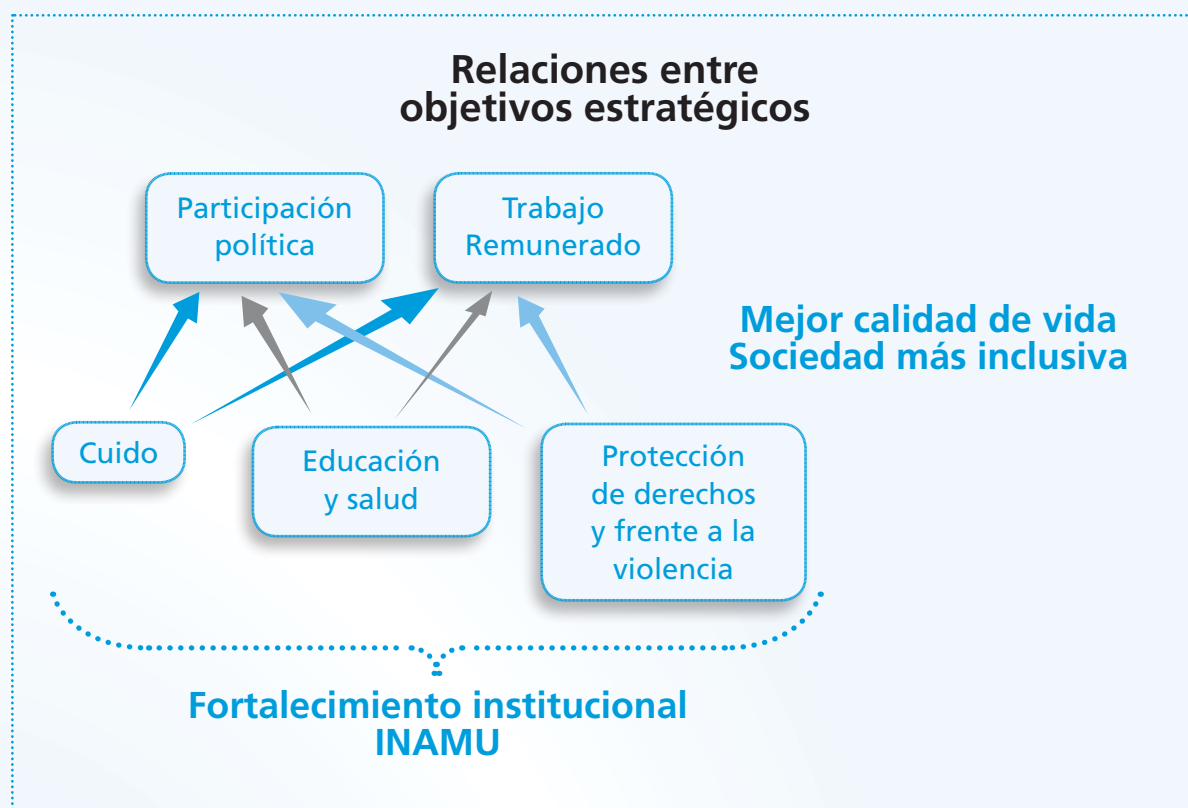 Relaciones entre
objetivos estratégicos
Participación
política
Trabajo
Remunerado
Mejor calidad de vida
Sociedad más inclusiva
Cuido
Educación
y salud
Protección
de derechos
y frente a la
violencia
Fortalecimiento institucional
INAMU